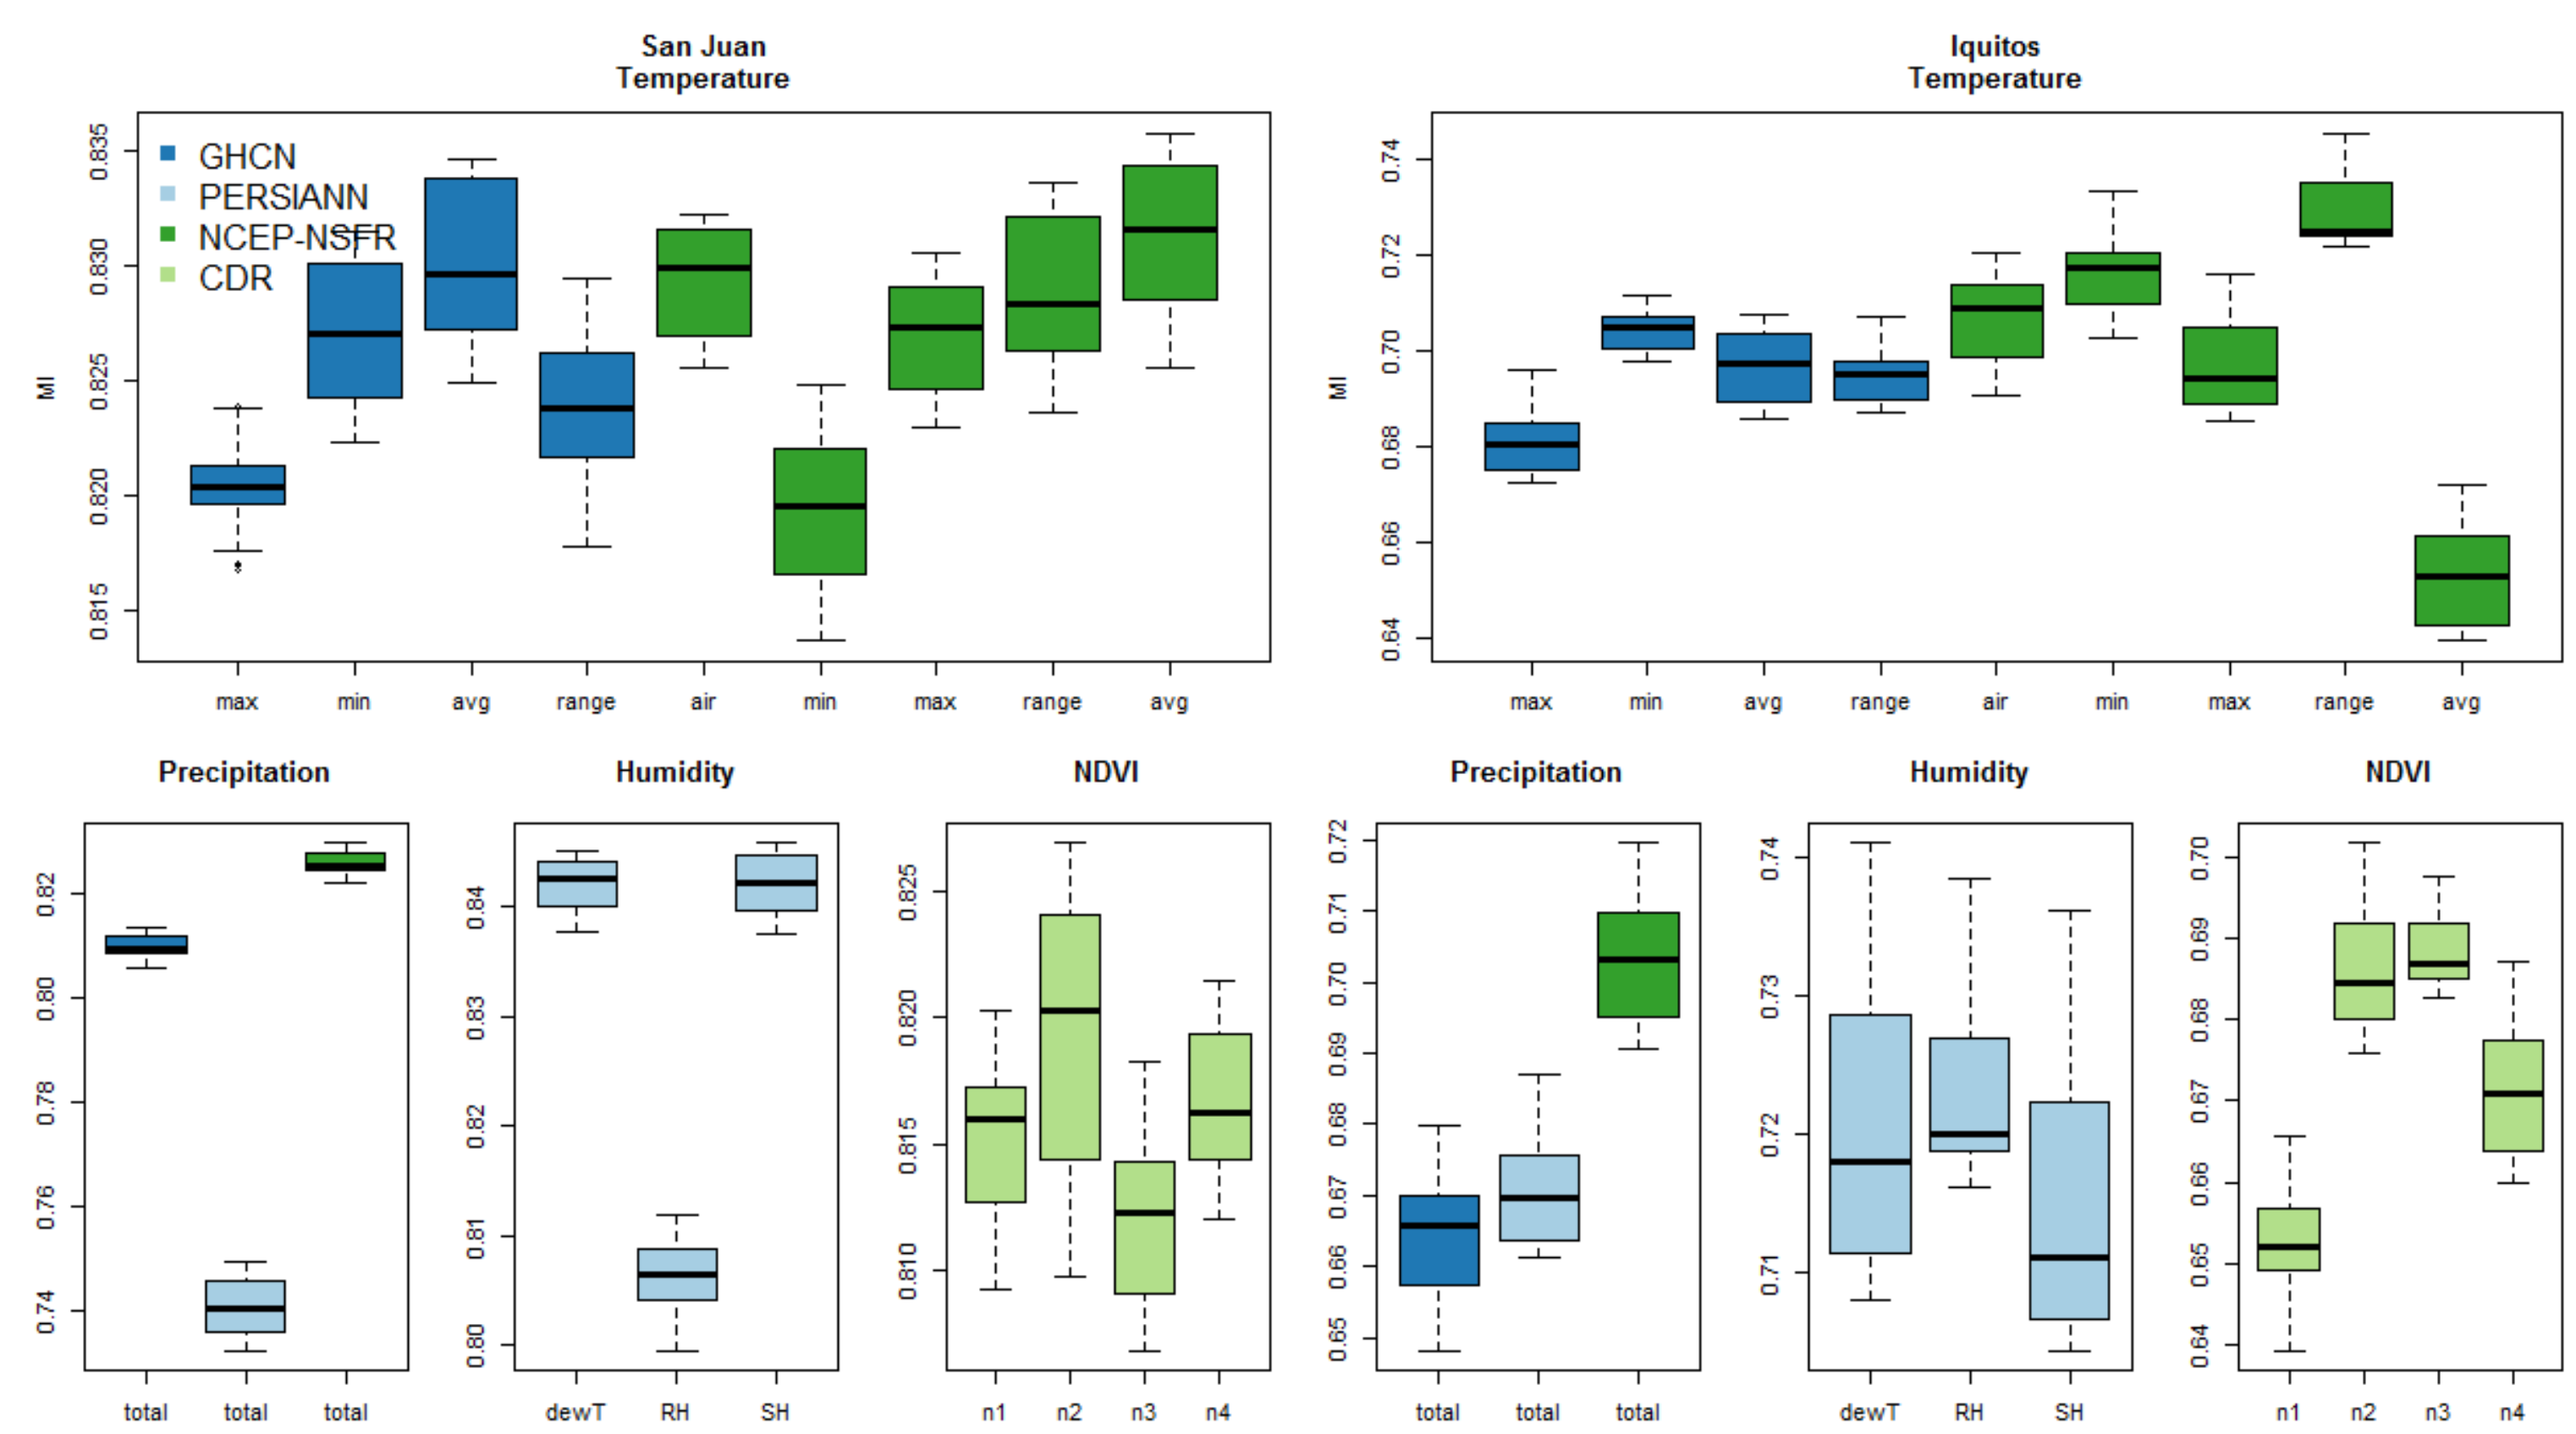 San Juan
Temperature
MI
0.835
0.830
0.825
0.820
0.815
GHCN
PERSIANN
NCEP-NSFR
CDR
max min avg range air min max range avg
Iquitos
Temperature
MI
0.74
0.72
0.70
0.68
0.66
0.64
max min avg range air min max range avg
Precipitation
0.82
0.80
0.78
0.76
0.74
total total total
Humidity
0.84
0.83
0.82
0.81
0.80
dewT RH SH
NDVI
0.825
0.820
0.815
0.810
n1 n2 n3 n4
Precipitation
0.72
0.71
0.70
0.69
0.68
0.67
0.66
0.65
total total total
Humidity
0.74
0.73
0.72
0.71
dewT RH SH
NDVI
0.70
0.69
0.68
0.67
0.66
0.65
0.64
n1 n2 n3 n4